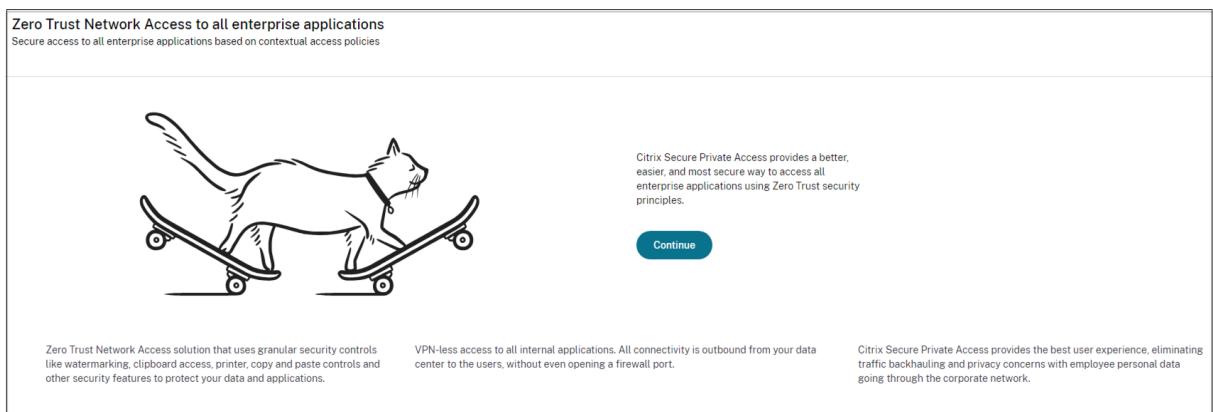 Zero Trust Network Access to all enterprise applications
Secure access to all enterprise applications based on contextual access policies
Citrix Secure Private Access provides a better,
easier, and most secure way to access all
enterprise applications using Zero Trust security
principles.
Continue
Zero Trust Network Access solution that uses granular security controls
like watermarking, clipboard access, printer, copy and paste controls and
other security features to protect your data and applications.
VPN-less access to all internal applications. All connectivity is outbound from your data
center to the users, without even opening a firewall port.
Citrix Secure Private Access provides the best user experience, eliminating
traffic backhauling and privacy concerns with employee personal data
going through the corporate network.